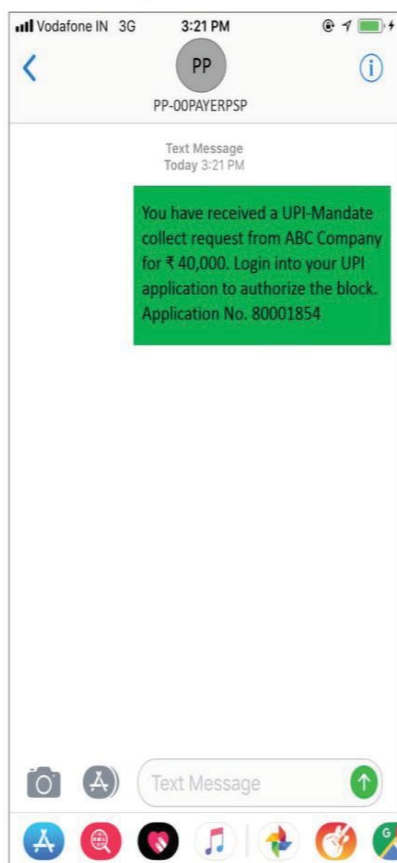 Vodafone IN 3G 3:21 PM
PP
PP-00PAYERPSP
Text Message
Today 3:21 PM
You have received a UPI-Mandate
collect request from ABC Company
for ₹ 40,000. Login into your UPI
application to authorize the block.
Application No. 80001854
Text Message
G